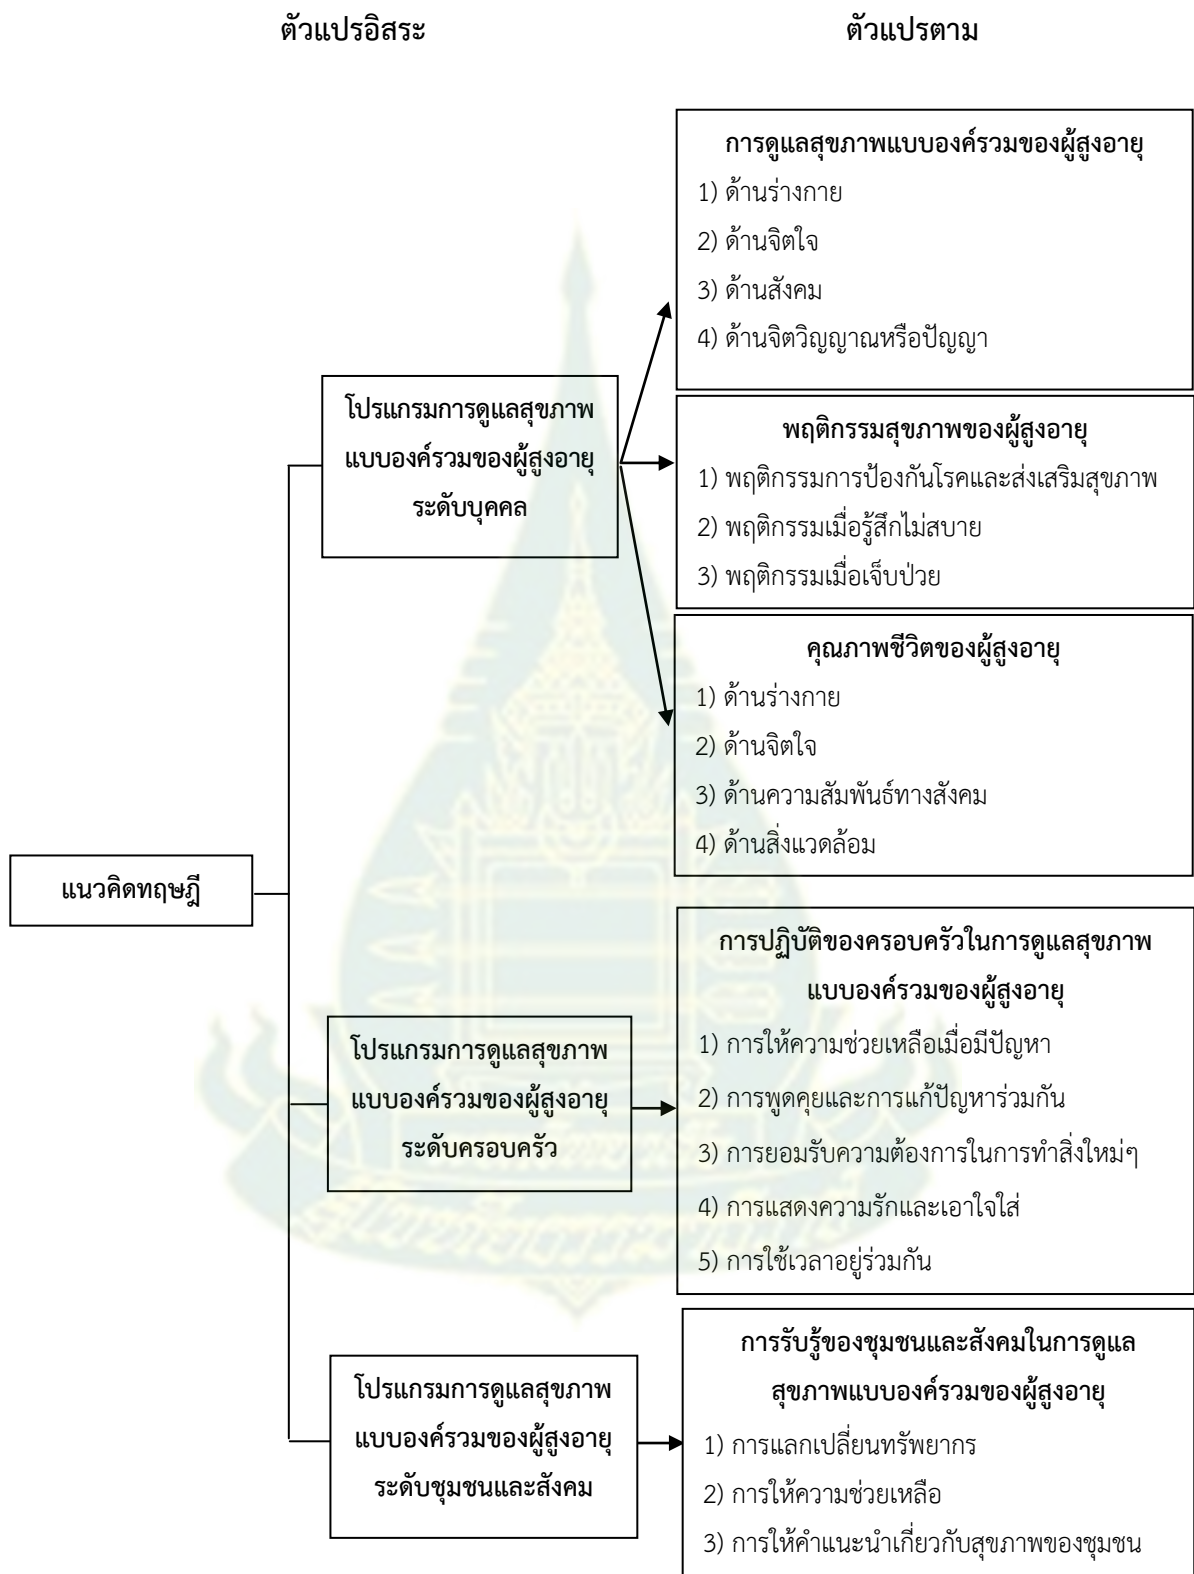 ตัวแปรอิสระ
ตัวแปรตาม
การดูแลสุขภาพแบบองค์รวมของผู้สูงอายุ
1) ด้านร่างกาย
2) ด้านจิตใจ
3) ด้านสังคม
4) ด้านจิตวิญญาณหรือปัญญา
โปรแกรมการดูแลสุขภาพ
แบบองค์รวมของผู้สูงอายุ
ระดับบุคคล
พฤติกรรมสุขภาพของผู้สูงอายุ
1) พฤติกรรมการป้องกันโรคและส่งเสริมสุขภาพ
2) พฤติกรรมเมื่อรู้สึกไม่สบาย
3) พฤติกรรมเมื่อเจ็บป่วย
คุณภาพชีวิตของผู้สูงอายุ
1) ด้านร่างกาย
2) ด้านจิตใจ
3) ด้านความสัมพันธ์ทางสังคม
4) ด้านสิ่งแวดล้อม
แนวคิดทฤษฎี
โปรแกรมการดูแลสุขภาพ
แบบองค์รวมของผู้สูงอายุ
ระดับครอบครัว
การปฏิบัติของครอบครัวในการดูแลสุขภาพ
แบบองค์รวมของผู้สูงอายุ
1) การให้ความช่วยเหลือเมื่อมีปัญหา
2) การพูดคุยและการแก้ปัญหาร่วมกัน
3) การยอมรับความต้องการในการทำสิ่งใหม่ๆ
4) การแสดงความรักและเอาใจใส่
5) การใช้เวลาอยู่ร่วมกัน
โปรแกรมการดูแลสุขภาพ
แบบองค์รวมของผู้สูงอายุ
ระดับชุมชนและสังคม
การรับรู้ของชุมชนและสังคมในการดูแล
สุขภาพแบบองค์รวมของผู้สูงอายุ
1) การแลกเปลี่ยนทรัพยากร
2) การให้ความช่วยเหลือ
3) การให้คำแนะนำเกี่ยวกับสุขภาพของชุมชน